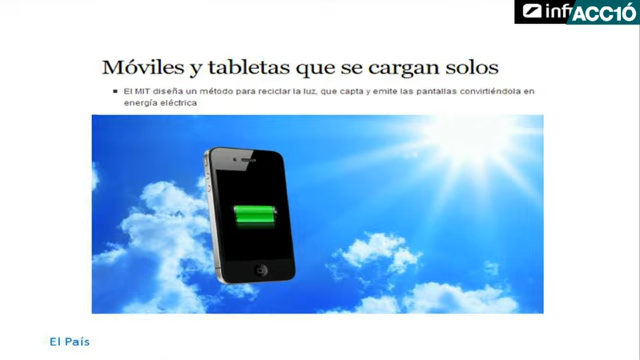 ACC1Ó
Móviles y tabletas que se cargan solos
El MIT diseña un método para reciclar la luz, que capta y emite las pantallas convirtiéndola en
energía eléctrica
El País